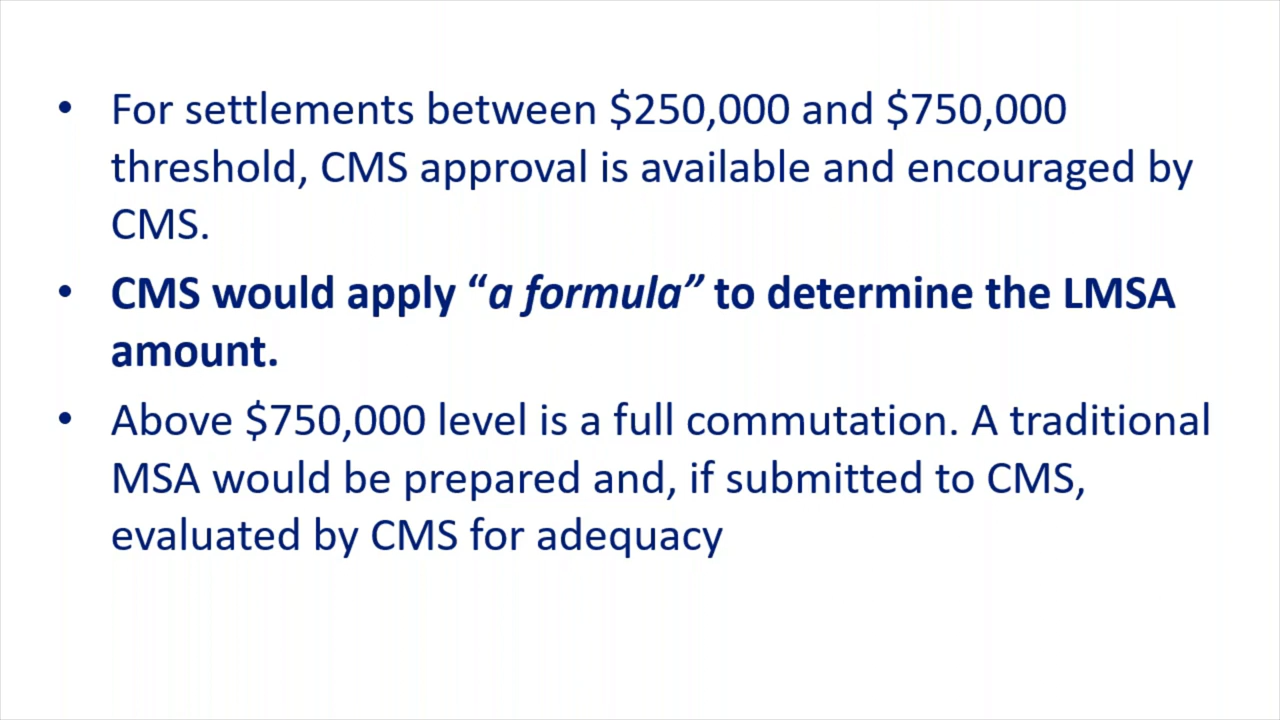 • For settlements between $250,000 and $750,000
threshold, CMS approval is available and encouraged by
CMS.
• CMS would apply “a formula” to determine the LMSA
amount.
• Above $750,000 level is a full commutation. A traditional
MSA would be prepared and, if submitted to CMS,
evaluated by CMS for adequacy